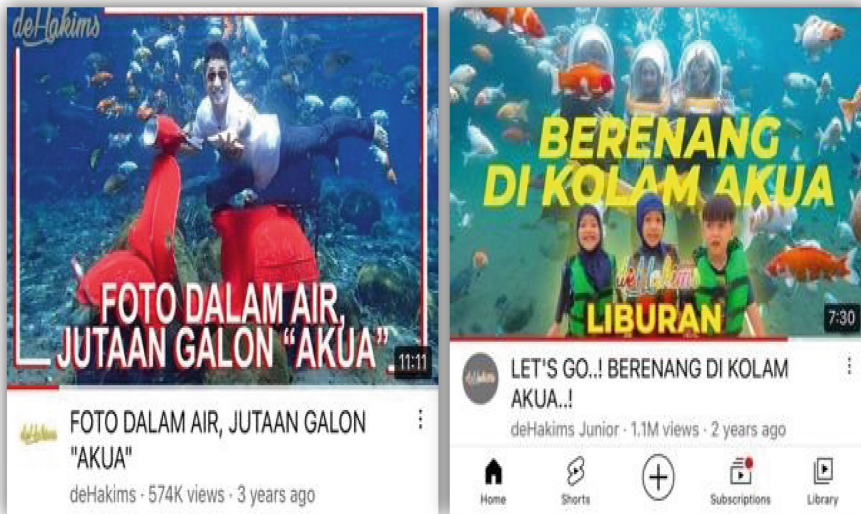 deHakims
FOTO DALAM AIR,
JUTAAN GALON "AKUA"
11:11
FOTO DALAM AIR, JUTAAN GALON
"AKUA"
deHakims · 574K views · 3 years ago
BERENANG
DI KOLAM AKUA
deHakims
LIBURAN
7:30
LET'S GO..! BERENANG DI KOLAM
AKUA..!
deHakims Junior · 1.1M views · 2 years ago
Home
Shorts
Subscriptions
Library